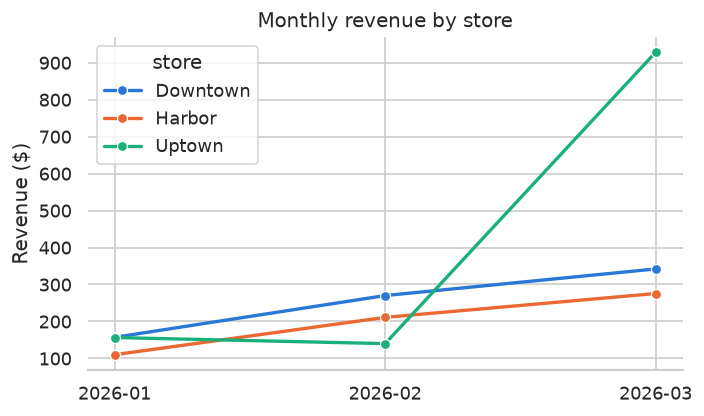 Monthly revenue by store
Revenue ($)
900
800
700
600
500
400
300
200
100
store
Downtown
Harbor
Uptown
2026-01
2026-02
2026-03